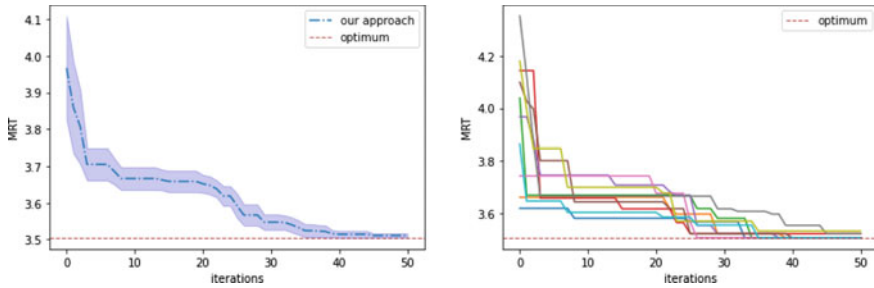 4.1
4.0
3.9
3.8
3.7
3.6
3.5
MRT
0 10 20 30 40 50
iterations
our approach
optimum
4.2
4.0
3.8
3.6
MRT
0 10 20 30 40 50
iterations
optimum